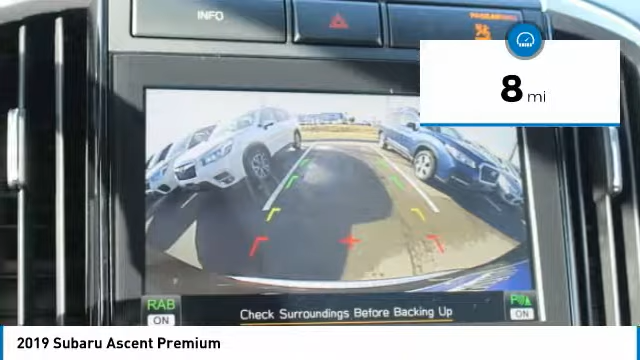 INFO
8 mi
RAB
ON
Check Surroundings Before Backing Up
ON
2019 Subaru Ascent Premium